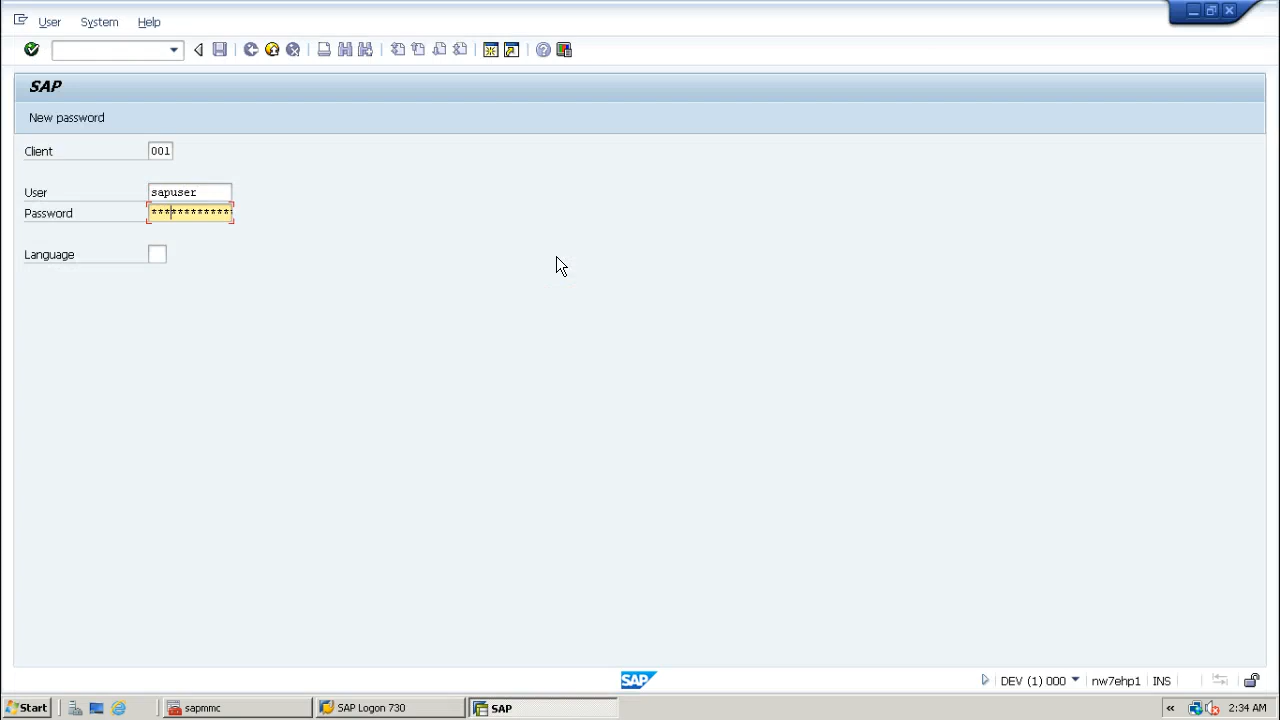 User System Help
SAP
New password
Client 001
User sapuser
Password ************
Language
SAP
DEV (1) 000 nw7ehp1 INS
Start sapmmc SAP Logon 730 SAP « 2:34 AM